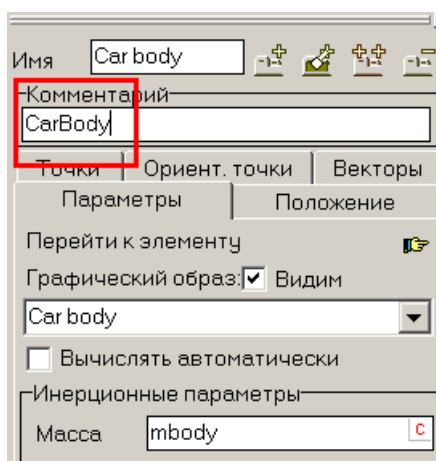 Имя Car body
Комментарий
CarBody
Точки Ориент. точки Векторы
Параметры Положение
Перейти к элементу
Графический образ: Видим
Car body
Вычислять автоматически
Инерционные параметры
Масса mbody C